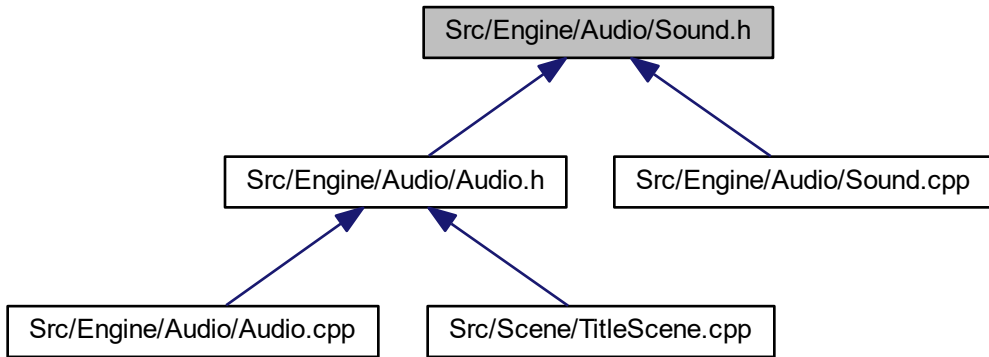 Src/Engine/Audio/Sound.h
Src/Engine/Audio/Audio.h
Src/Engine/Audio/Sound.cpp
Src/Engine/Audio/Audio.cpp
Src/Scene/TitleScene.cpp